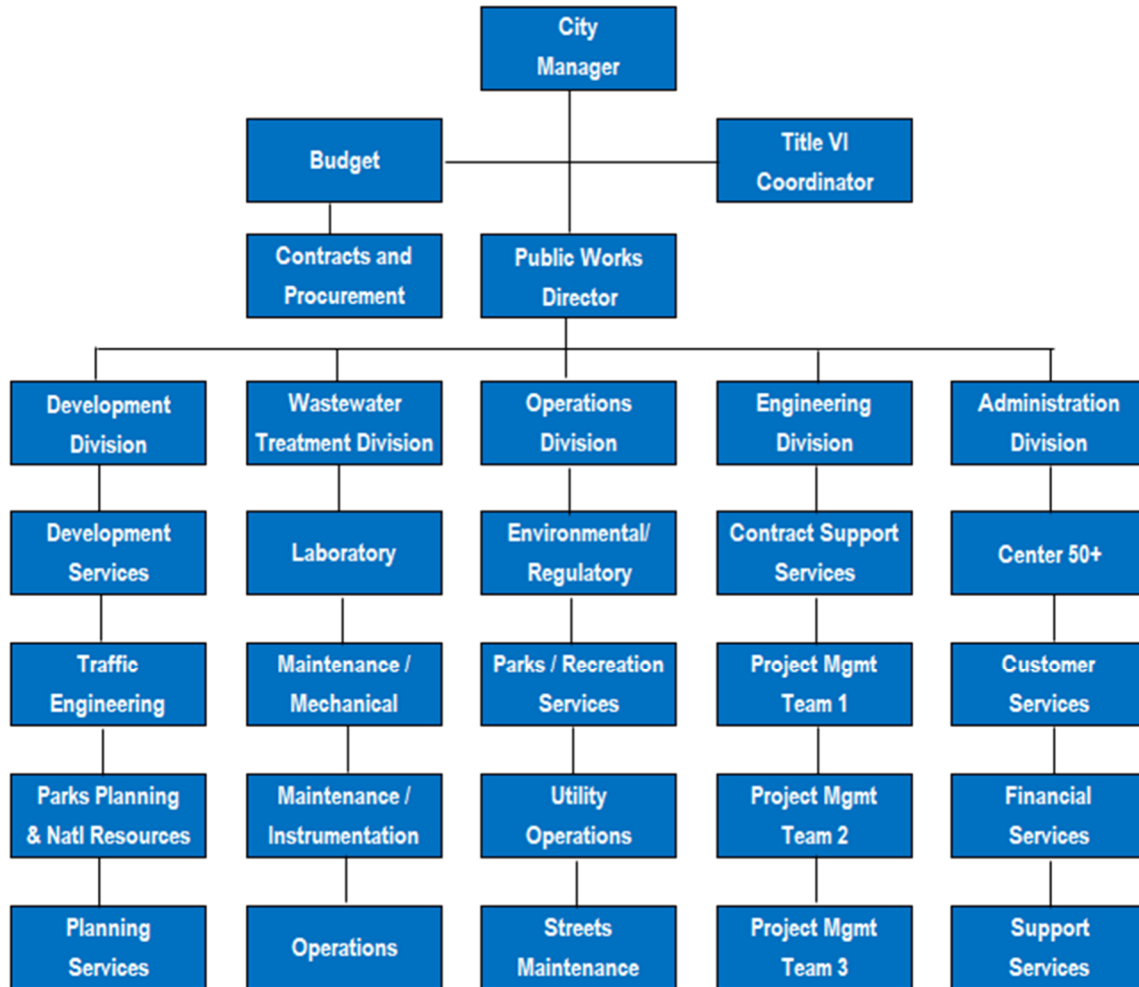 City
Manager
Budget
Title VI
Coordinator
Contracts and
Procurement
Public Works
Director
Development
Division
Wastewater
Treatment Division
Operations
Division
Engineering
Division
Administration
Division
Development
Services
Laboratory
Environmental/
Regulatory
Contract Support
Services
Center 50+
Traffic
Engineering
Maintenance /
Mechanical
Parks / Recreation
Services
Project Mgmt
Team 1
Customer
Services
Parks Planning
& Natl Resources
Maintenance /
Instrumentation
Utility
Operations
Project Mgmt
Team 2
Financial
Services
Planning
Services
Operations
Streets
Maintenance
Project Mgmt
Team 3
Support
Services